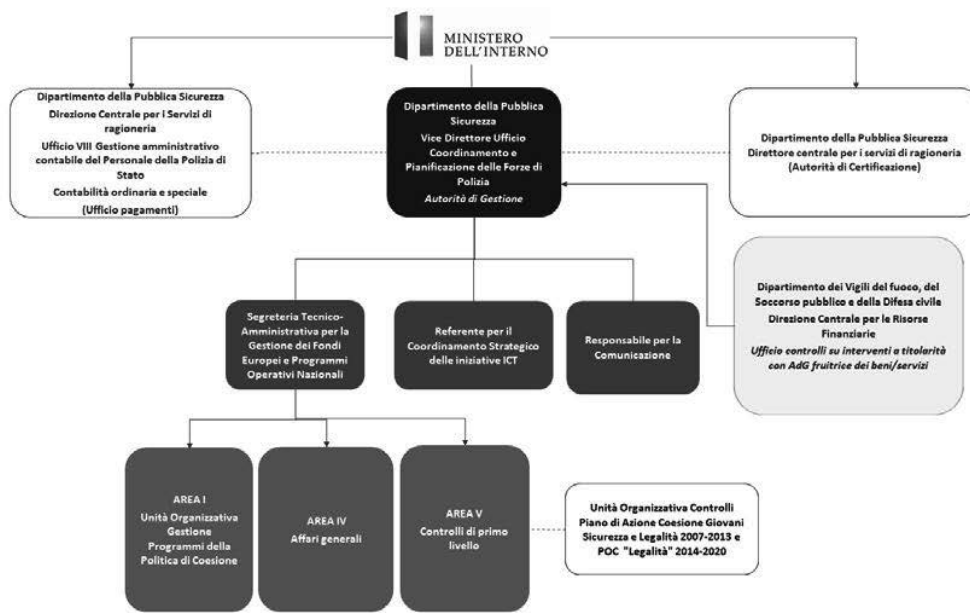 MINISTERO
DELL'INTERNO
Dipartimento della Pubblica Sicurezza
Direzione Centrale per i Servizi di
ragioneria
Ufficio VIII Gestione amministrativo
contabile del Personale della Polizia di
Stato
Contabilità ordinaria e speciale
(Ufficio pagamenti)
Dipartimento della Pubblica
Sicurezza
Vice Direttore Ufficio
Coordinamento e
Pianificazione delle Forze di
Polizia
Autorità di Gestione
Dipartimento della Pubblica Sicurezza
Direttore centrale per i servizi di ragioneria
(Autorità di Certificazione)
Dipartimento dei Vigili del fuoco, del
Soccorso pubblico e della Difesa civile
Direzione Centrale per le Risorse
Finanziarie
Ufficio controlli su interventi a titolarità
con AdG fruitrice dei beni/servizi
Segreteria Tecnico-
Amministrativa per la
Gestione dei Fondi
Europei e Programmi
Operativi Nazionali
Referente per il
Coordinamento Strategico
delle iniziative ICT
Responsabile per la
Comunicazione
AREA I
Unità Organizzativa
Gestione
Programmi della
Politica di Coesione
AREA IV
Affari generali
AREA V
Controlli di primo
livello
Unità Organizzativa Controlli
Piano di Azione Coesione Giovani
Sicurezza e Legalità 2007-2013 e
POC "Legalità" 2014-2020